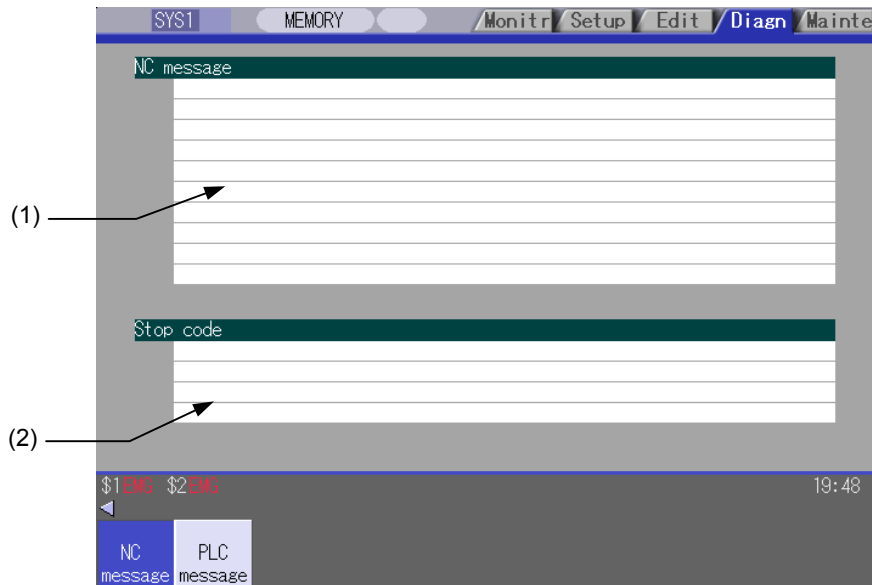 SYS1 MEMORY Monitr Setup Edit Diagn Mainte
NC message
(1)
Stop code
(2)
$1EMG $2EMG 19:48
NC PLC
message message